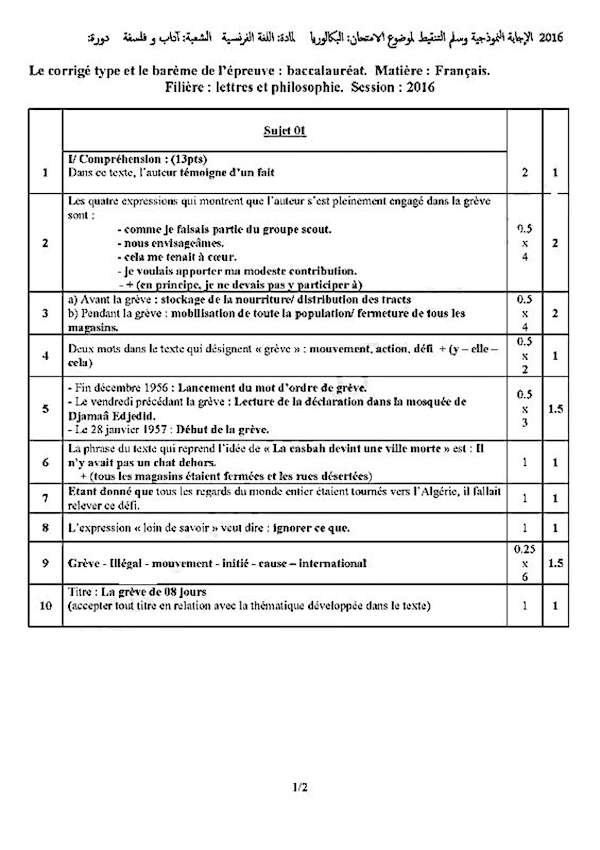 2016 الإجابة النموذجية وسلم التنقيط لموضوع الامتحان: البكالوريا المادة: اللغة الفرنسية الشعبة: آداب و فلسفة دورة:
Le corrigé type et le barème de l'épreuve : baccalauréat. Matière : Français.
Filière : lettres et philosophie. Session : 2016
Sujet 01
I/ Compréhension : (13pts)
1 Dans ce texte, l'auteur témoigne d'un fait 2 1
Les quatre expressions qui montrent que l'auteur s'est pleinement engagé dans la grève
sont :
- comme je faisais partie du groupe scout. 0.5
2 - nous envisageâmes. x 2
- cela me tenait à cœur. 4
- je voulais apporter ma modeste contribution.
- + (en principe, je ne devais pas y participer à)
a) Avant la grève : stockage de la nourriture/ distribution des tracts 0.5
3 b) Pendant la grève : mobilisation de toute la population/ fermeture de tous les x 2
magasins. 4
0.5
4 Deux mots dans le texte qui désignent « grève » : mouvement, action, défi + (y – elle – x 1
cela) 2
- Fin décembre 1956 : Lancement du mot d'ordre de grève.
- Le vendredi précédant la grève : Lecture de la déclaration dans la mosquée de 0.5
5 Djamaâ Edjedid. x 1.5
- Le 28 janvier 1957 : Début de la grève. 3
La phrase du texte qui reprend l'idée de « La casbah devint une ville morte » est : Il
6 n'y avait pas un chat dehors. 1 1
+ (tous les magasins étaient fermées et les rues désertées)
7 Etant donné que tous les regards du monde entier étaient tournés vers l'Algérie, il fallait 1 1
relever ce défi.
8 L'expression « loin de savoir » veut dire : ignorer ce que. 1 1
0.25
9 Grève - Illégal - mouvement - initié - cause – international x 1.5
6
Titre : La grève de 08 jours
10 (accepter tout titre en relation avec la thématique développée dans le texte) 1 1
1/2